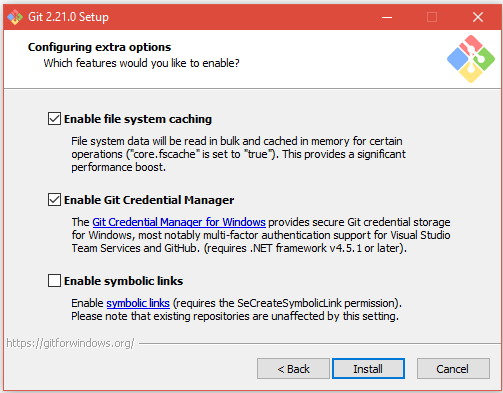 Git 2.21.0 Setup
Configuring extra options
Which features would you like to enable?
Enable file system caching
File system data will be read in bulk and cached in memory for certain
operations ("core.fscache" is set to "true"). This provides a significant
performance boost.
Enable Git Credential Manager
The Git Credential Manager for Windows provides secure Git credential storage
for Windows, most notably multi-factor authentication support for Visual Studio
Team Services and GitHub. (requires .NET framework v4.5.1 or later).
Enable symbolic links
Enable symbolic links (requires the SeCreateSymbolicLink permission).
Please note that existing repositories are unaffected by this setting.
https://gitforwindows.org/
< Back
Install
Cancel